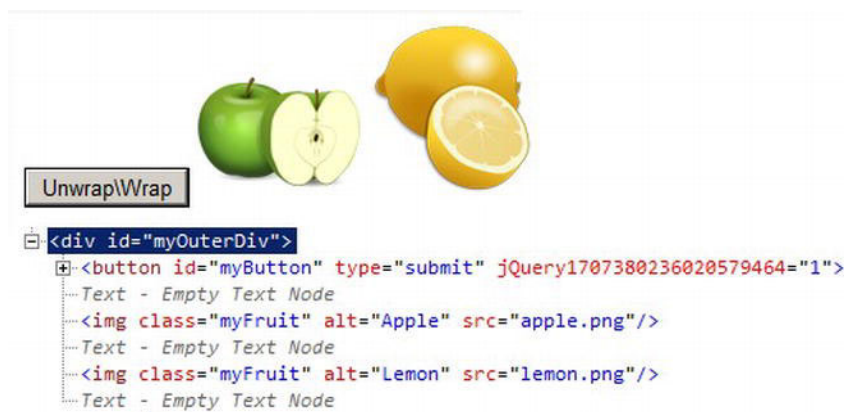 Unwrap\Wrap
<div id="myOuterDiv">
<button id="myButton" type="submit" jQuery1707380236020579464="1">
Text - Empty Text Node
<img class="myFruit" alt="Apple" src="apple.png"/>
Text - Empty Text Node
<img class="myFruit" alt="Lemon" src="lemon.png"/>
Text - Empty Text Node